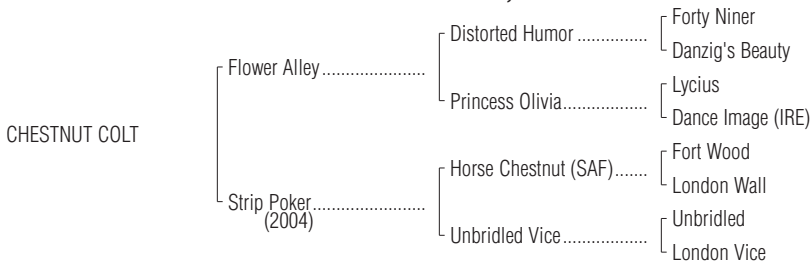 Forty Niner
Distorted Humor ...............
Danzig's Beauty
Flower Alley......................
Lycius
Princess Olivia..................
Dance Image (IRE)
CHESTNUT COLT
Fort Wood
Horse Chestnut (SAF).......
London Wall
Strip Poker........................
(2004)
Unbridled
Unbridled Vice..................
London Vice